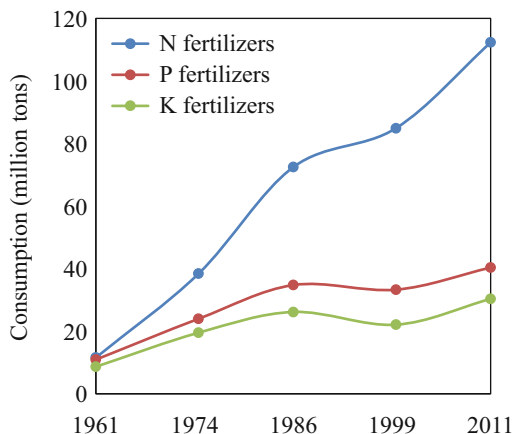 120
100
80
60
40
20
0
Consumption (million tons)
N fertilizers
P fertilizers
K fertilizers
1961 1974 1986 1999 2011